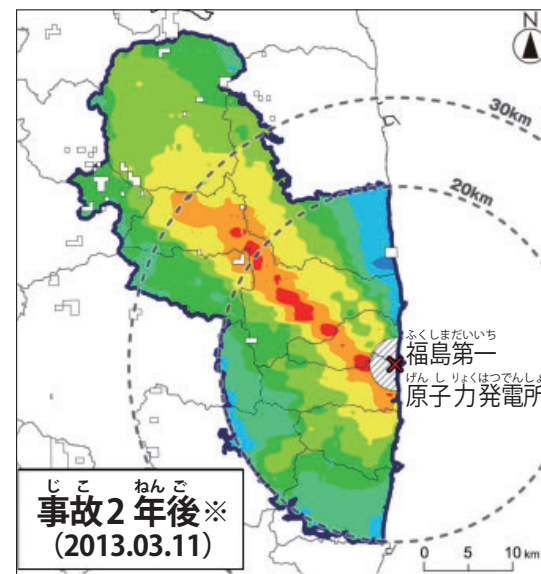 N
30km
20km
ふくしまだいいち
福島第一
げんしりょくはつでんしょ
原子力発電所
じこ ねんご
事故2年後※
(2013.03.11)
0 5 10 km